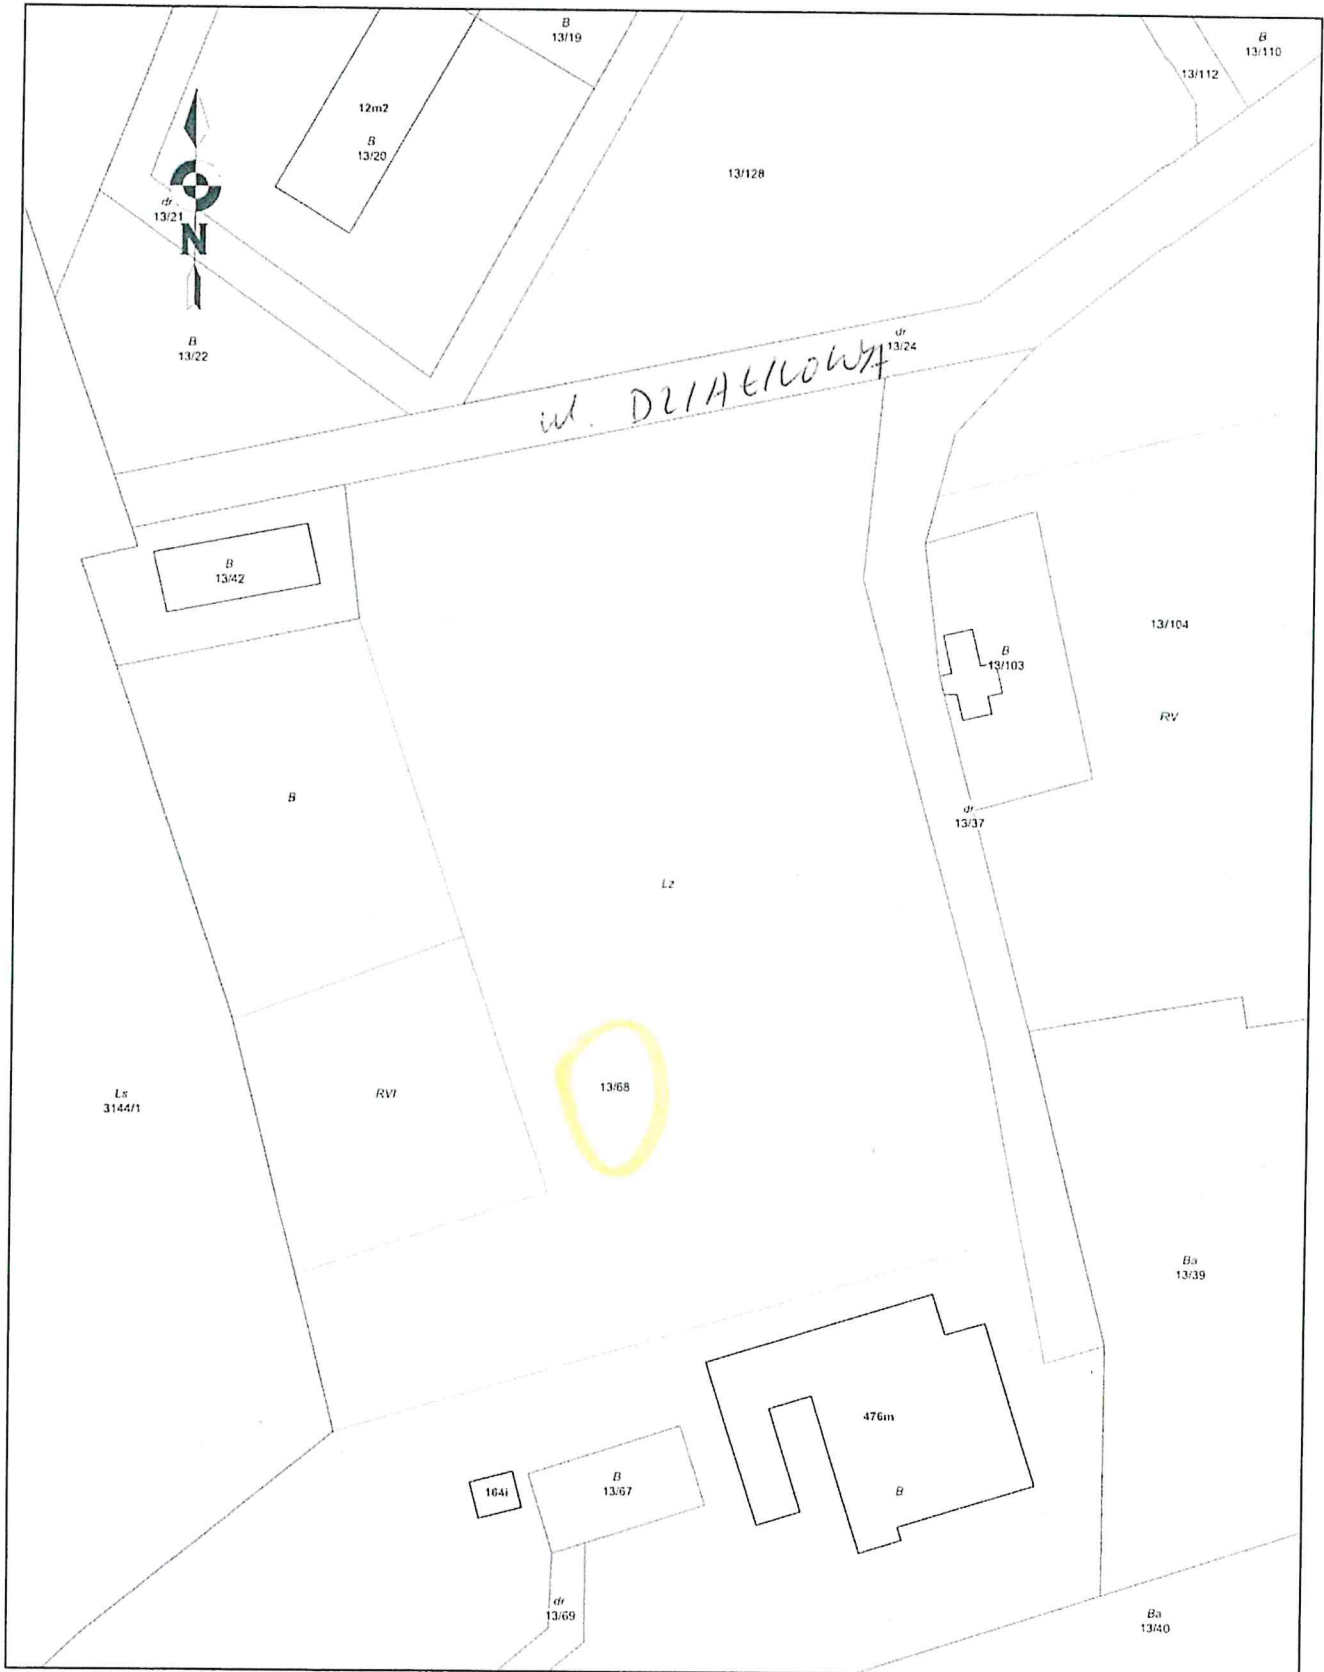 B
13/19
B
13/110
13/112
12m2
B
13/20
13/128
dr
13/21
N
B
13/22
dr
13/24
ul. DZIAŁKOWA
B
13/42
13/104
B
13/103
RV
B
dr
13/37
Lz
13/68
Ls
3144/1
RVI
Ba
13/39
476m
B
13/67
164i
B
dr
13/69
Ba
13/40